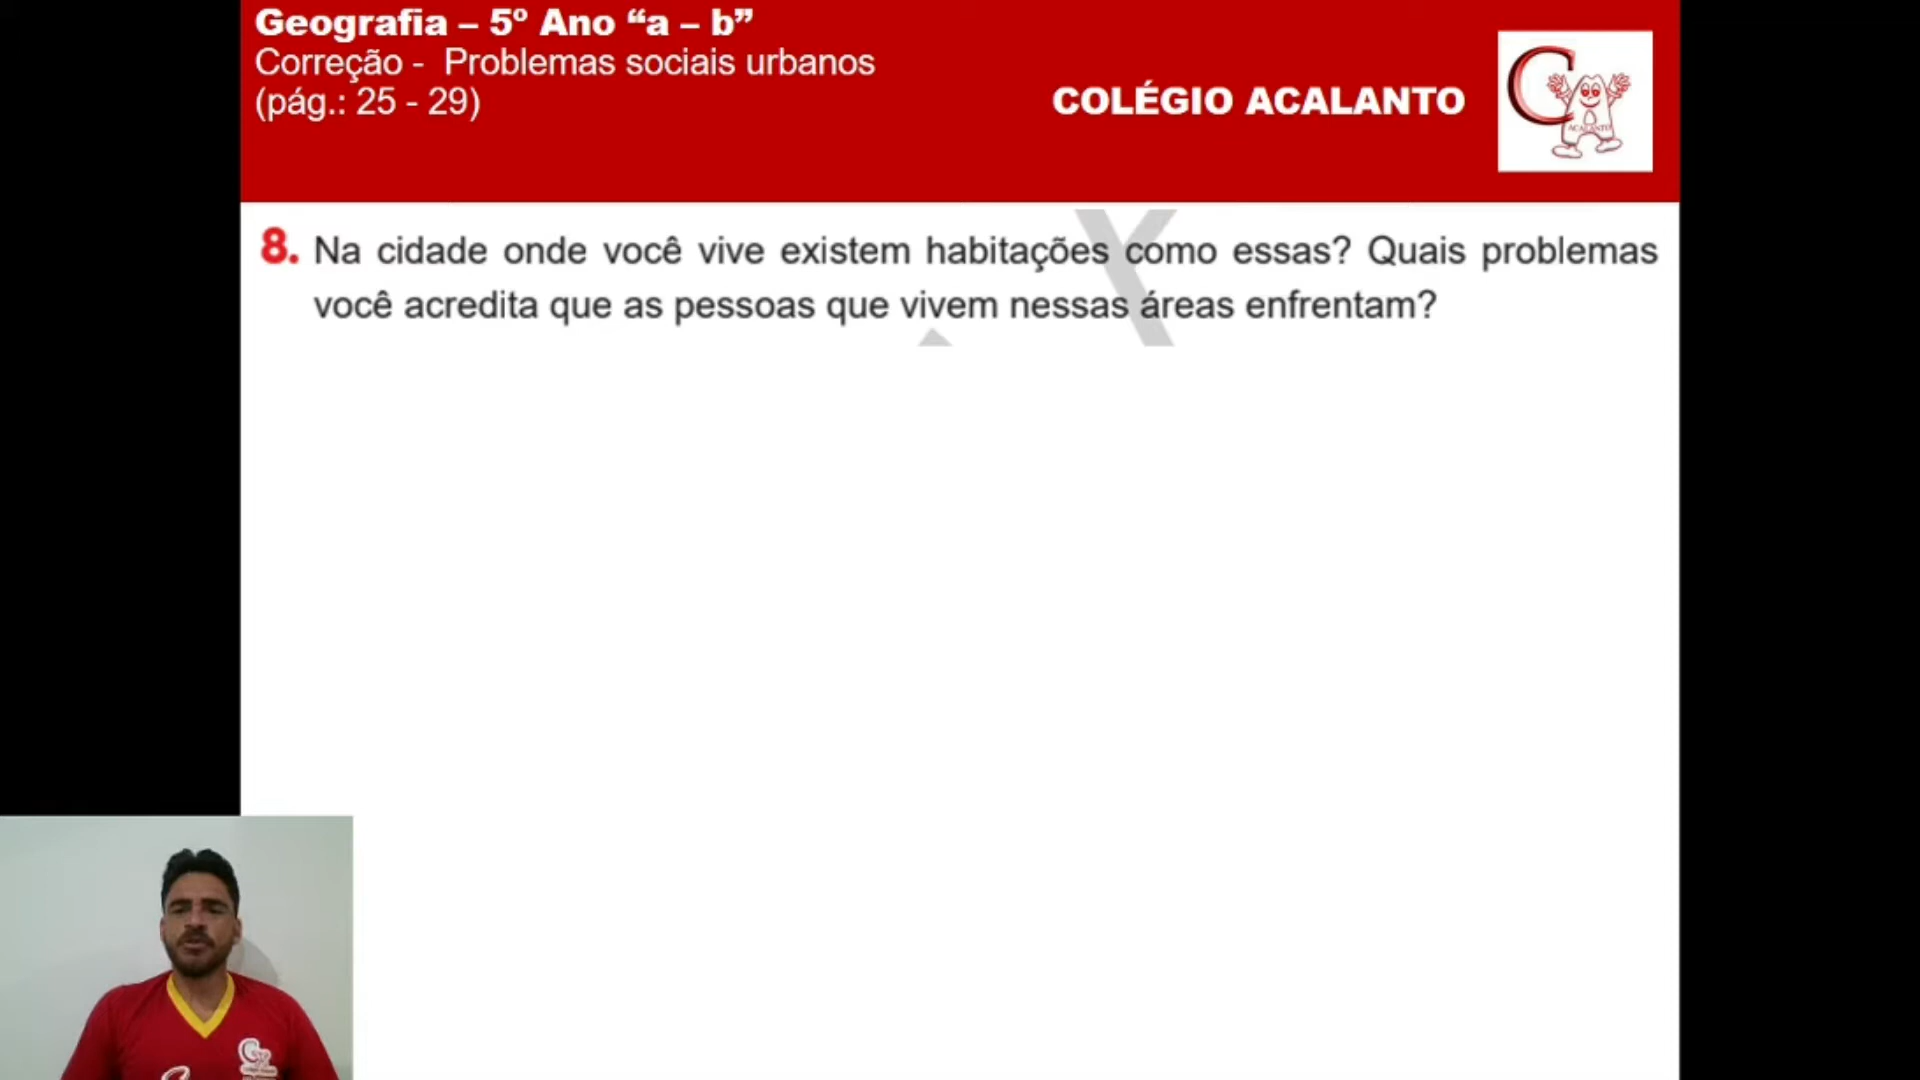 Geografia – 5º Ano “a – b”
Correção -  Problemas sociais urbanos
(pág.: 25 - 29)
COLÉGIO ACALANTO
ACALANTO
8. Na cidade onde você vive existem habitações como essas? Quais problemas
você acredita que as pessoas que vivem nessas áreas enfrentam?